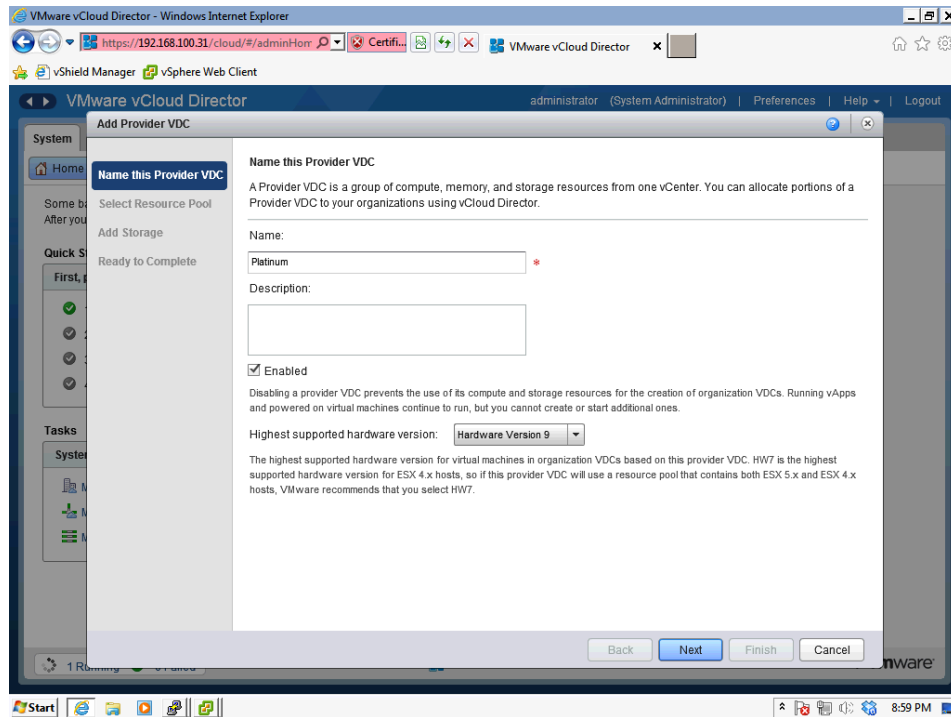 VMware vCloud Director - Windows Internet Explorer
https://192.168.100.31/cloud/#/adminHom
Certifi...
VMware vCloud Director
vShield Manager
vSphere Web Client
VMware vCloud Director
administrator (System Administrator) | Preferences | Help | Logout
System
Home
Some ba
After you
Quick St
First, p
Tasks
System
1 Running
Add Provider VDC
Name this Provider VDC
Select Resource Pool
Add Storage
Ready to Complete
Name this Provider VDC
A Provider VDC is a group of compute, memory, and storage resources from one vCenter. You can allocate portions of a
Provider VDC to your organizations using vCloud Director.
Name:
Platinum *
Description:
Enabled
Disabling a provider VDC prevents the use of its compute and storage resources for the creation of organization VDCs. Running vApps
and powered on virtual machines continue to run, but you cannot create or start additional ones.
Highest supported hardware version: Hardware Version 9
The highest supported hardware version for virtual machines in organization VDCs based on this provider VDC. HW7 is the highest
supported hardware version for ESX 4.x hosts, so if this provider VDC will use a resource pool that contains both ESX 5.x and ESX 4.x
hosts, VMware recommends that you select HW7.
Back Next Finish Cancel
mware
Start
8:59 PM